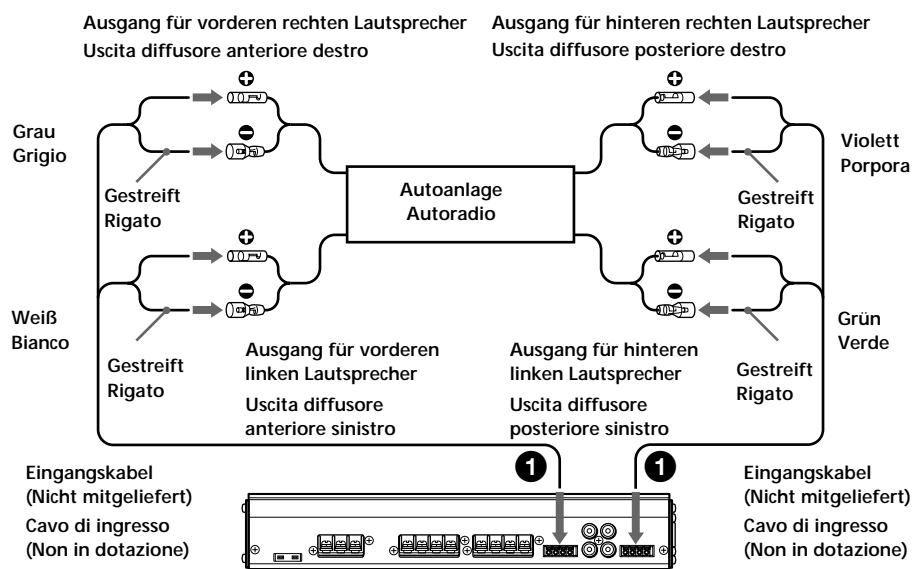 Ausgang für vorderen rechten Lautsprecher
Uscita diffusore anteriore destro
Ausgang für hinteren rechten Lautsprecher
Uscita diffusore posteriore destro
+
+
Grau
Grigio
−
−
Violett
Porpora
Gestreift
Rigato
Autoanlage
Autoradio
Gestreift
Rigato
+
+
Weiß
Bianco
−
−
Grün
Verde
Gestreift
Rigato
Ausgang für vorderen
linken Lautsprecher
Uscita diffusore
anteriore sinistro
Ausgang für hinteren
linken Lautsprecher
Uscita diffusore
posteriore sinistro
Gestreift
Rigato
Eingangskabel
(Nicht mitgeliefert)
Cavo di ingresso
(Non in dotazione)
1
1
Eingangskabel
(Nicht mitgeliefert)
Cavo di ingresso
(Non in dotazione)